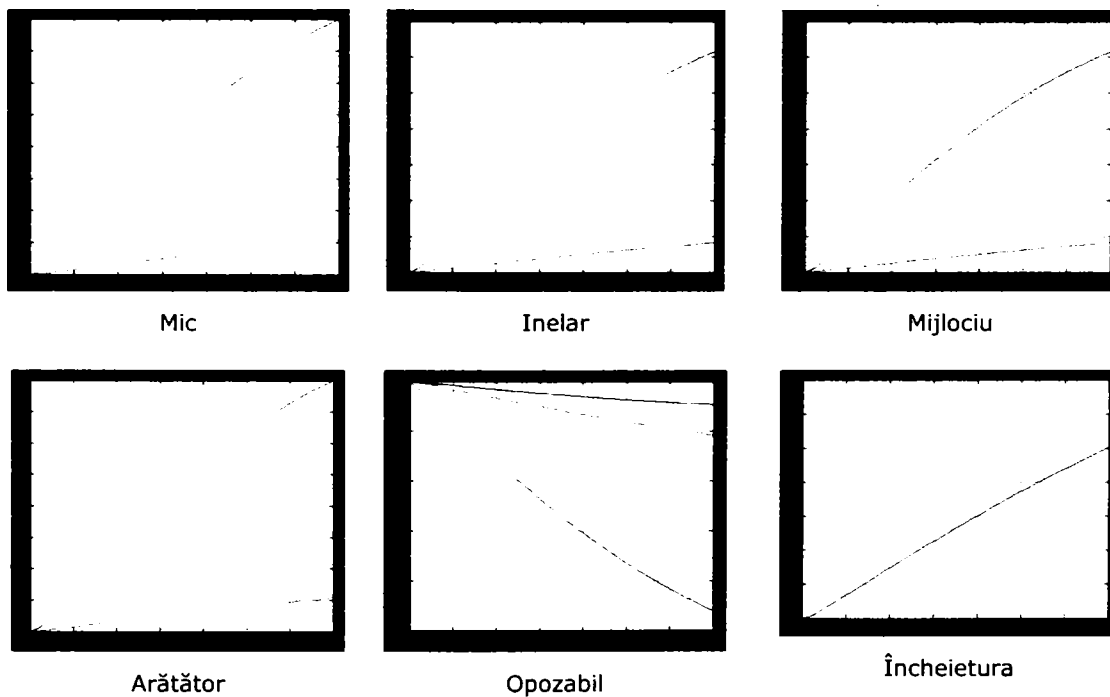 Mic
Inelar
Mijlociu
Arătător
Opozabil
Încheietura